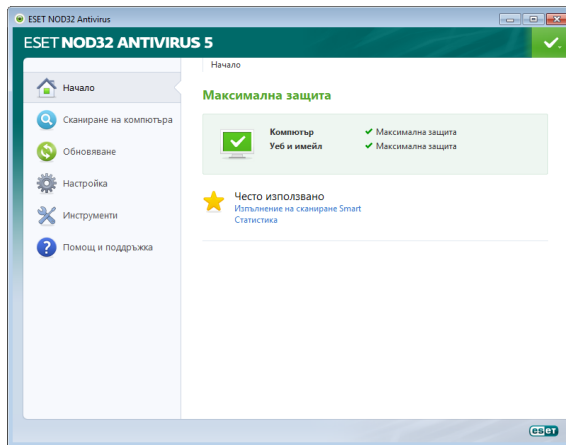 ESET NOD32 Antivirus
ESET NOD32 ANTIVIRUS 5
Начало
Начало
Сканиране на компютъра
Обновяване
Настройка
Инструменти
Помощ и поддръжка
Максимална защита
Компютър ✔ Максимална защита
Уеб и имейл ✔ Максимална защита
Често използвано
Изпълнение на сканиране Smart
Статистика
eset